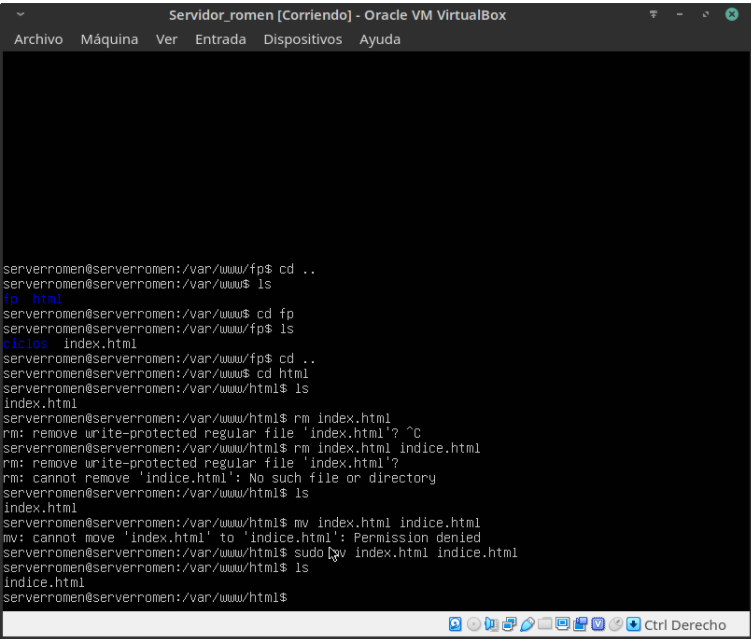 Servidor_romen [Corriendo] - Oracle VM VirtualBox
Archivo Máquina Ver Entrada Dispositivos Ayuda
serverromen@serverromen:/var/www/fp$ cd ..
serverromen@serverromen:/var/www$ ls
fp html
serverromen@serverromen:/var/www$ cd fp
serverromen@serverromen:/var/www/fp$ ls
ciclos index.html
serverromen@serverromen:/var/www/fp$ cd ..
serverromen@serverromen:/var/www$ cd html
serverromen@serverromen:/var/www/html$ ls
index.html
serverromen@serverromen:/var/www/html$ rm index.html
rm: remove write-protected regular file 'index.html'? ^C
serverromen@serverromen:/var/www/html$ rm index.html indice.html
rm: remove write-protected regular file 'index.html'?
rm: cannot remove 'indice.html': No such file or directory
serverromen@serverromen:/var/www/html$ ls
index.html
serverromen@serverromen:/var/www/html$ mv index.html indice.html
mv: cannot move 'index.html' to 'indice.html': Permission denied
serverromen@serverromen:/var/www/html$ sudo mv index.html indice.html
serverromen@serverromen:/var/www/html$ ls
indice.html
serverromen@serverromen:/var/www/html$
Ctrl Derecho